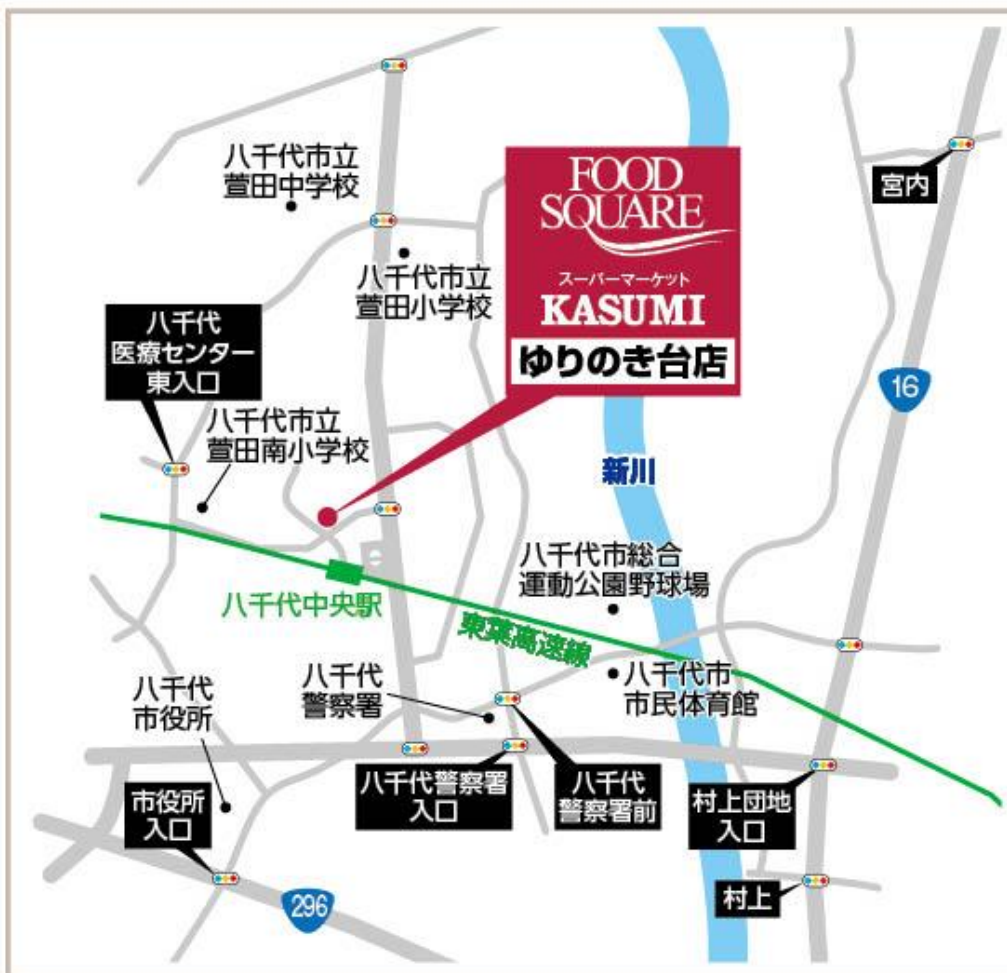 八千代市立
萱田中学校
宮内
FOOD
SQUARE
スーパーマーケット
KASUMI
ゆりのき台店
八千代市立
萱田小学校
八千代
医療センター
東入口
16
八千代市立
萱田南小学校
新川
八千代市総合
運動公園野球場
八千代中央駅
東葉高速線
八千代
市役所
八千代
警察署
八千代市
市民体育館
市役所
入口
八千代警察署
入口
八千代
警察署前
村上団地
入口
村上
296